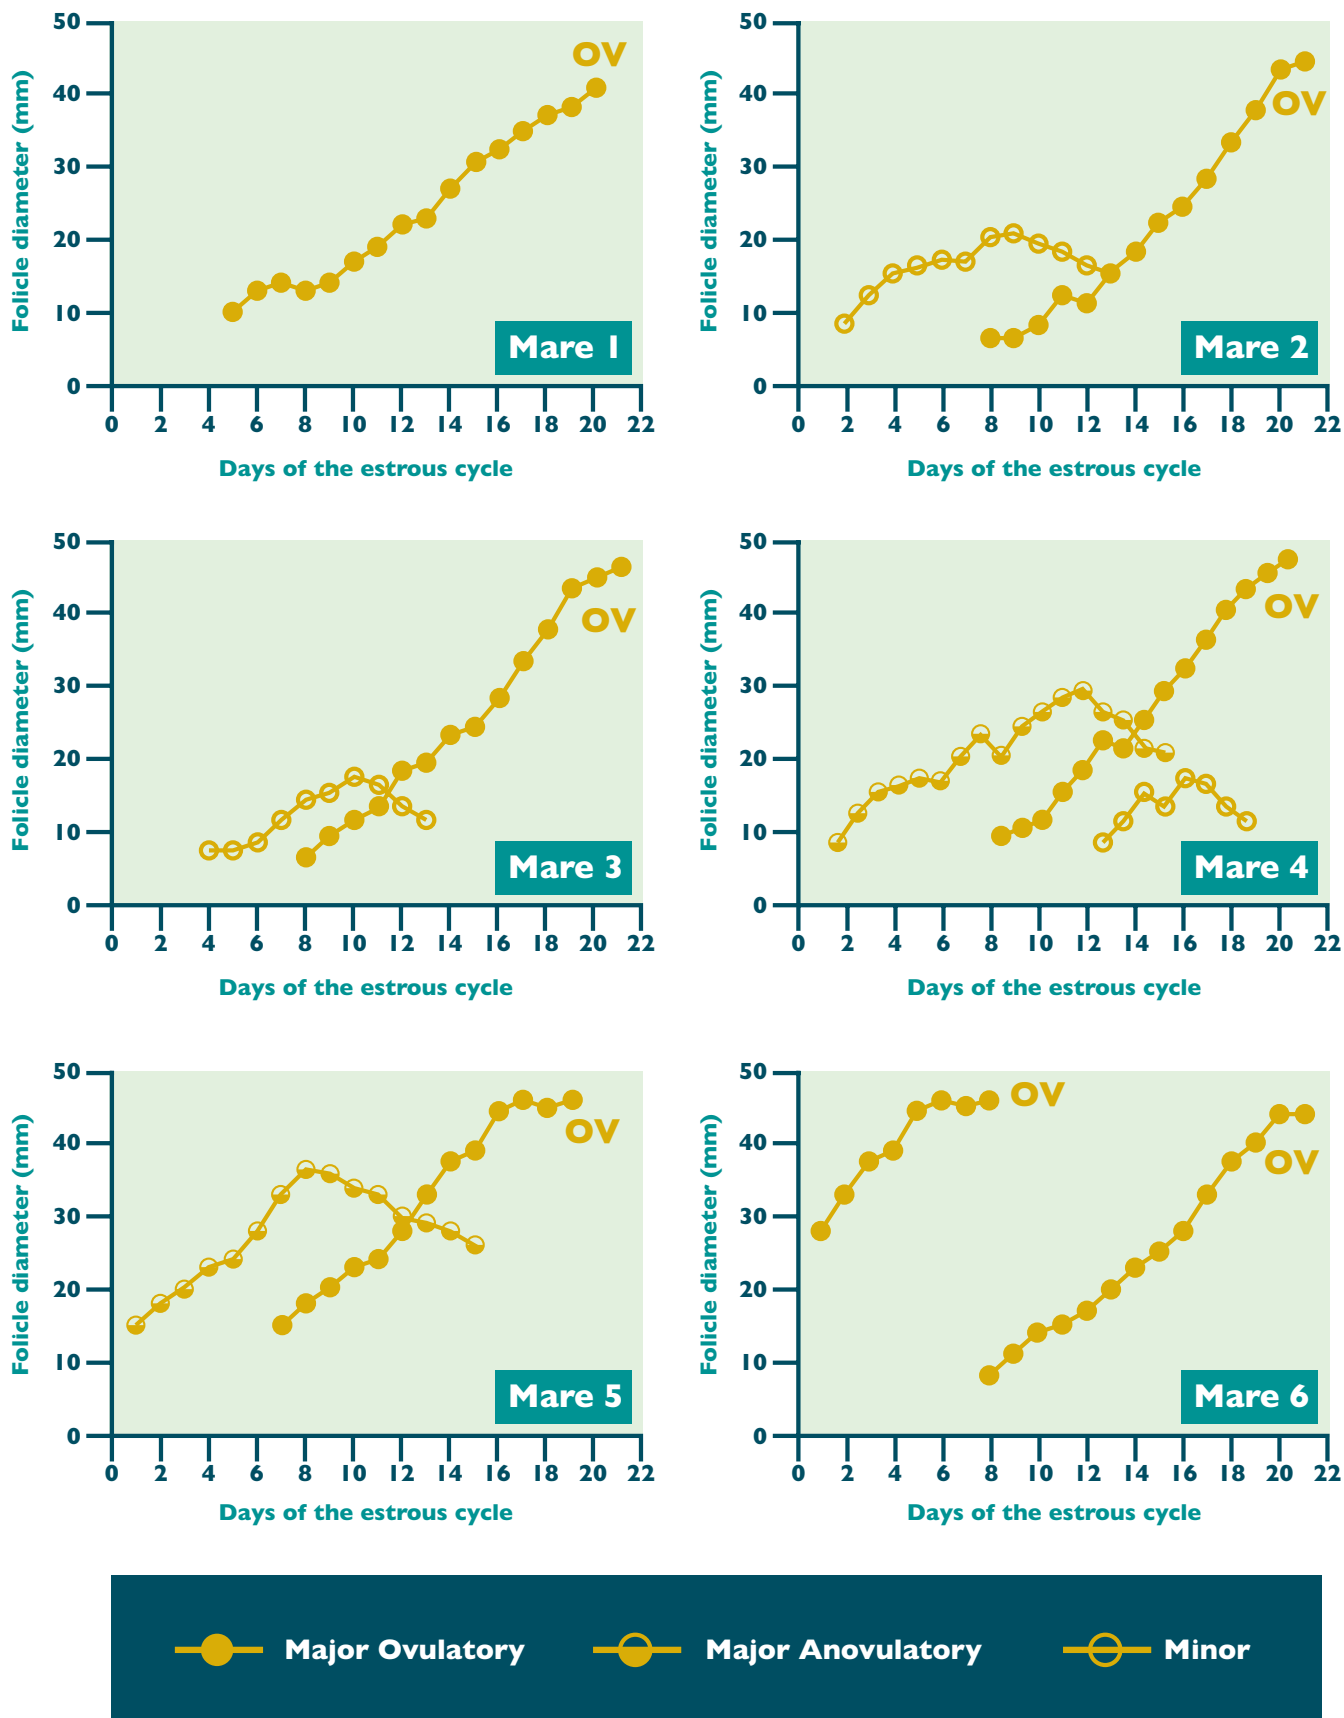 50
40
30
20
10
0
Folicle diameter (mm)
OV
Mare 1
0 2 4 6 8 10 12 14 16 18 20 22
Days of the estrous cycle
50
40
30
20
10
0
Folicle diameter (mm)
OV
Mare 2
0 2 4 6 8 10 12 14 16 18 20 22
Days of the estrous cycle
50
40
30
20
10
0
Folicle diameter (mm)
OV
Mare 3
0 2 4 6 8 10 12 14 16 18 20 22
Days of the estrous cycle
50
40
30
20
10
0
Folicle diameter (mm)
OV
Mare 4
0 2 4 6 8 10 12 14 16 18 20 22
Days of the estrous cycle
50
40
30
20
10
0
Folicle diameter (mm)
OV
Mare 5
0 2 4 6 8 10 12 14 16 18 20 22
Days of the estrous cycle
50
40
30
20
10
0
Folicle diameter (mm)
OV
OV
Mare 6
0 2 4 6 8 10 12 14 16 18 20 22
Days of the estrous cycle
Major Ovulatory
Major Anovulatory
Minor